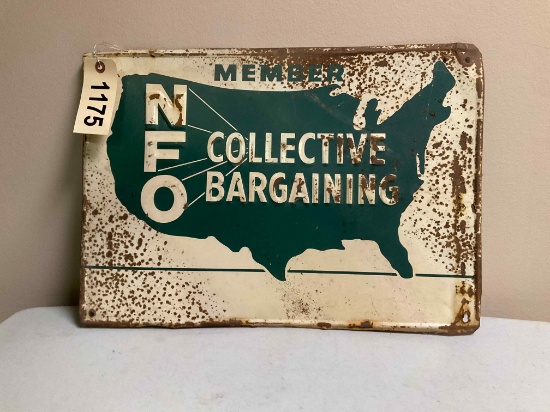 MEMBER
NFO
COLLECTIVE
BARGAINING
1175